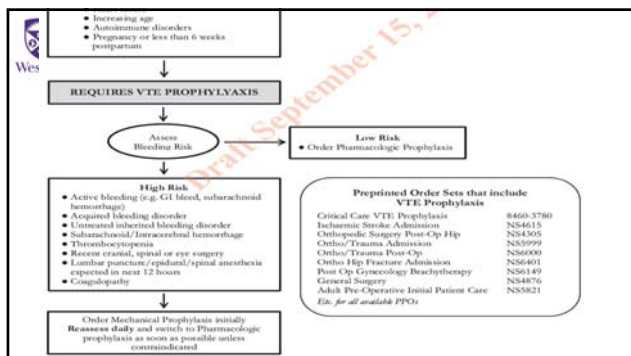 ● Increasing age
● Autoimmune disorders
● Pregnancy or less than 6 weeks
postpartum
Wes
REQUIRES VTE PROPHYLYAXIS
Assess
Bleeding Risk
Low Risk
● Order Pharmacologic Prophylaxis
High Risk
● Active bleeding (e.g. GI bleed, subarachnoid
hemorrhage)
● Acquired bleeding disorder
● Untreated inherited bleeding disorder
● Subarachnoid/Intracerebral hemorrhage
● Thrombocytopenia
● Recent cranial, spinal or eye surgery
● Lumbar puncture/epidural/spinal anesthesia
expected in next 12 hours
● Coagulopathy
Order Mechanical Prophylaxis initially
Reassess daily and switch to Pharmacologic
prophylaxis as soon as possible unless
contraindicated
Preprinted Order Sets that include
VTE Prophylaxis
Critical Care VTE Prophylaxis 8460-3780
Ischaemic Stroke Admission NS4615
Orthopedic Surgery Post-Op Hip NS4305
Ortho/Trauma Admission NS5999
Ortho/Trauma Post-Op NS6000
Ortho Hip Fracture Admission NS6401
Post Op Gynecology Brachytherapy NS6149
General Surgery NS4876
Adult Pre-Operative Initial Patient Care NS5821
Etc. for all available PPOs
Draft September 15, 2